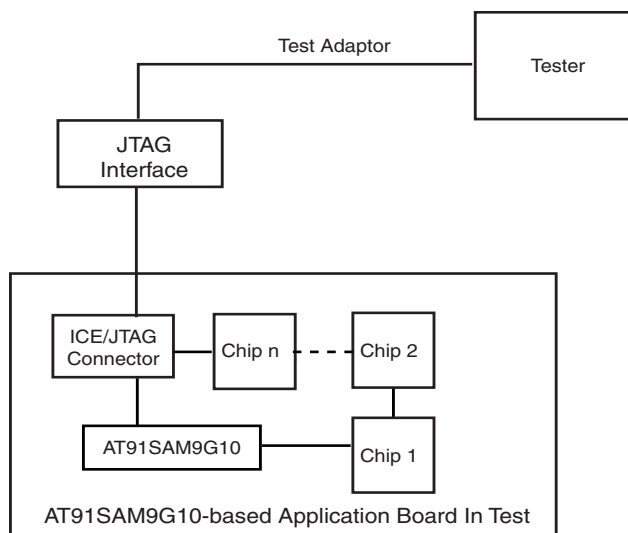 Test Adaptor
Tester
JTAG
Interface
ICE/JTAG
Connector
Chip n
Chip 2
AT91SAM9G10
Chip 1
AT91SAM9G10-based Application Board In Test